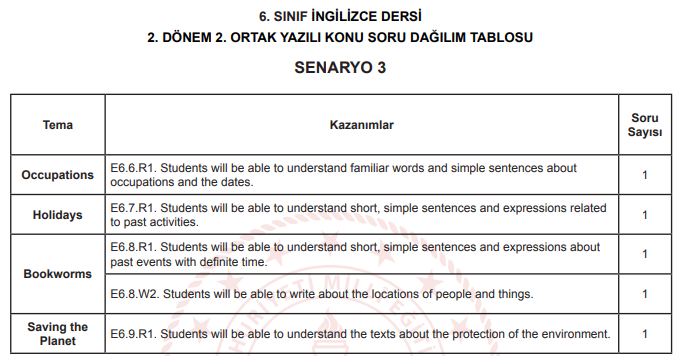 6. SINIF İNGİLİZCE DERSİ
2. DÖNEM 2. ORTAK YAZILI KONU SORU DAĞILIM TABLOSU
SENARYO 3
Tema
Kazanımlar
Soru
Sayısı
Occupations
E6.6.R1. Students will be able to understand familiar words and simple sentences about
occupations and the dates.
1
Holidays
E6.7.R1. Students will be able to understand short, simple sentences and expressions related
to past activities.
1
Bookworms
E6.8.R1. Students will be able to understand short, simple sentences and expressions about
past events with definite time.
1
E6.8.W2. Students will be able to write about the locations of people and things.
1
Saving the
Planet
E6.9.R1. Students will be able to understand the texts about the protection of the environment.
1